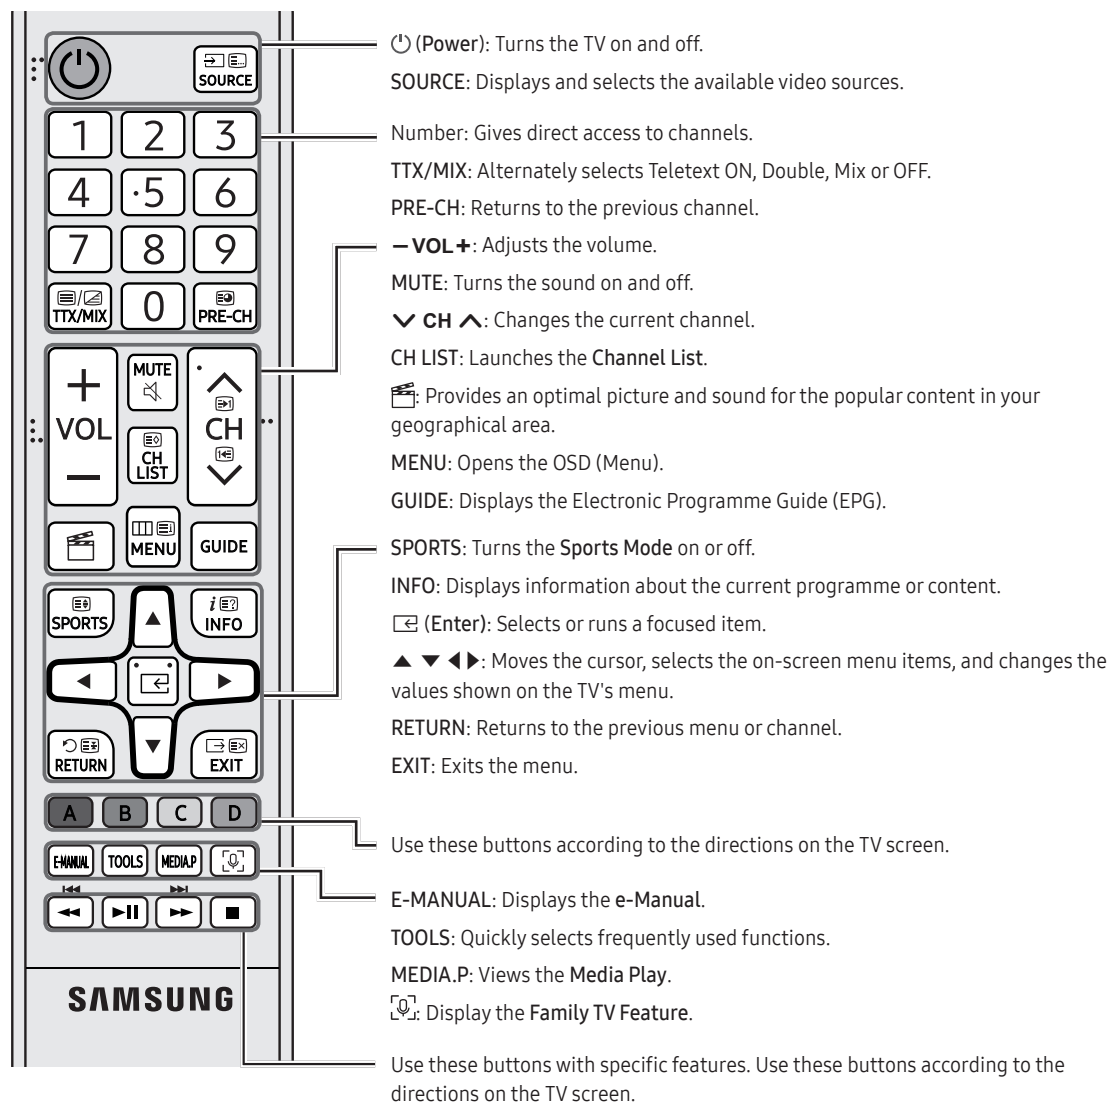 SOURCE
1 2 3
4 ·5 6
7 8 9
TTX/MIX 0 PRE-CH
+ MUTE
VOL CH
CH LIST
—
MENU GUIDE
SPORTS INFO
RETURN EXIT
A B C D
E-MANUAL TOOLS MEDIA.P
SAMSUNG
(Power): Turns the TV on and off.
SOURCE: Displays and selects the available video sources.
Number: Gives direct access to channels.
TTX/MIX: Alternately selects Teletext ON, Double, Mix or OFF.
PRE-CH: Returns to the previous channel.
– VOL +: Adjusts the volume.
MUTE: Turns the sound on and off.
CH : Changes the current channel.
CH LIST: Launches the Channel List.
: Provides an optimal picture and sound for the popular content in your
geographical area.
MENU: Opens the OSD (Menu).
GUIDE: Displays the Electronic Programme Guide (EPG).
SPORTS: Turns the Sports Mode on or off.
INFO: Displays information about the current programme or content.
(Enter): Selects or runs a focused item.
▲ ▼ ◀ ▶: Moves the cursor, selects the on-screen menu items, and changes the
values shown on the TV's menu.
RETURN: Returns to the previous menu or channel.
EXIT: Exits the menu.
Use these buttons according to the directions on the TV screen.
E-MANUAL: Displays the e-Manual.
TOOLS: Quickly selects frequently used functions.
MEDIA.P: Views the Media Play.
: Display the Family TV Feature.
Use these buttons with specific features. Use these buttons according to the
directions on the TV screen.